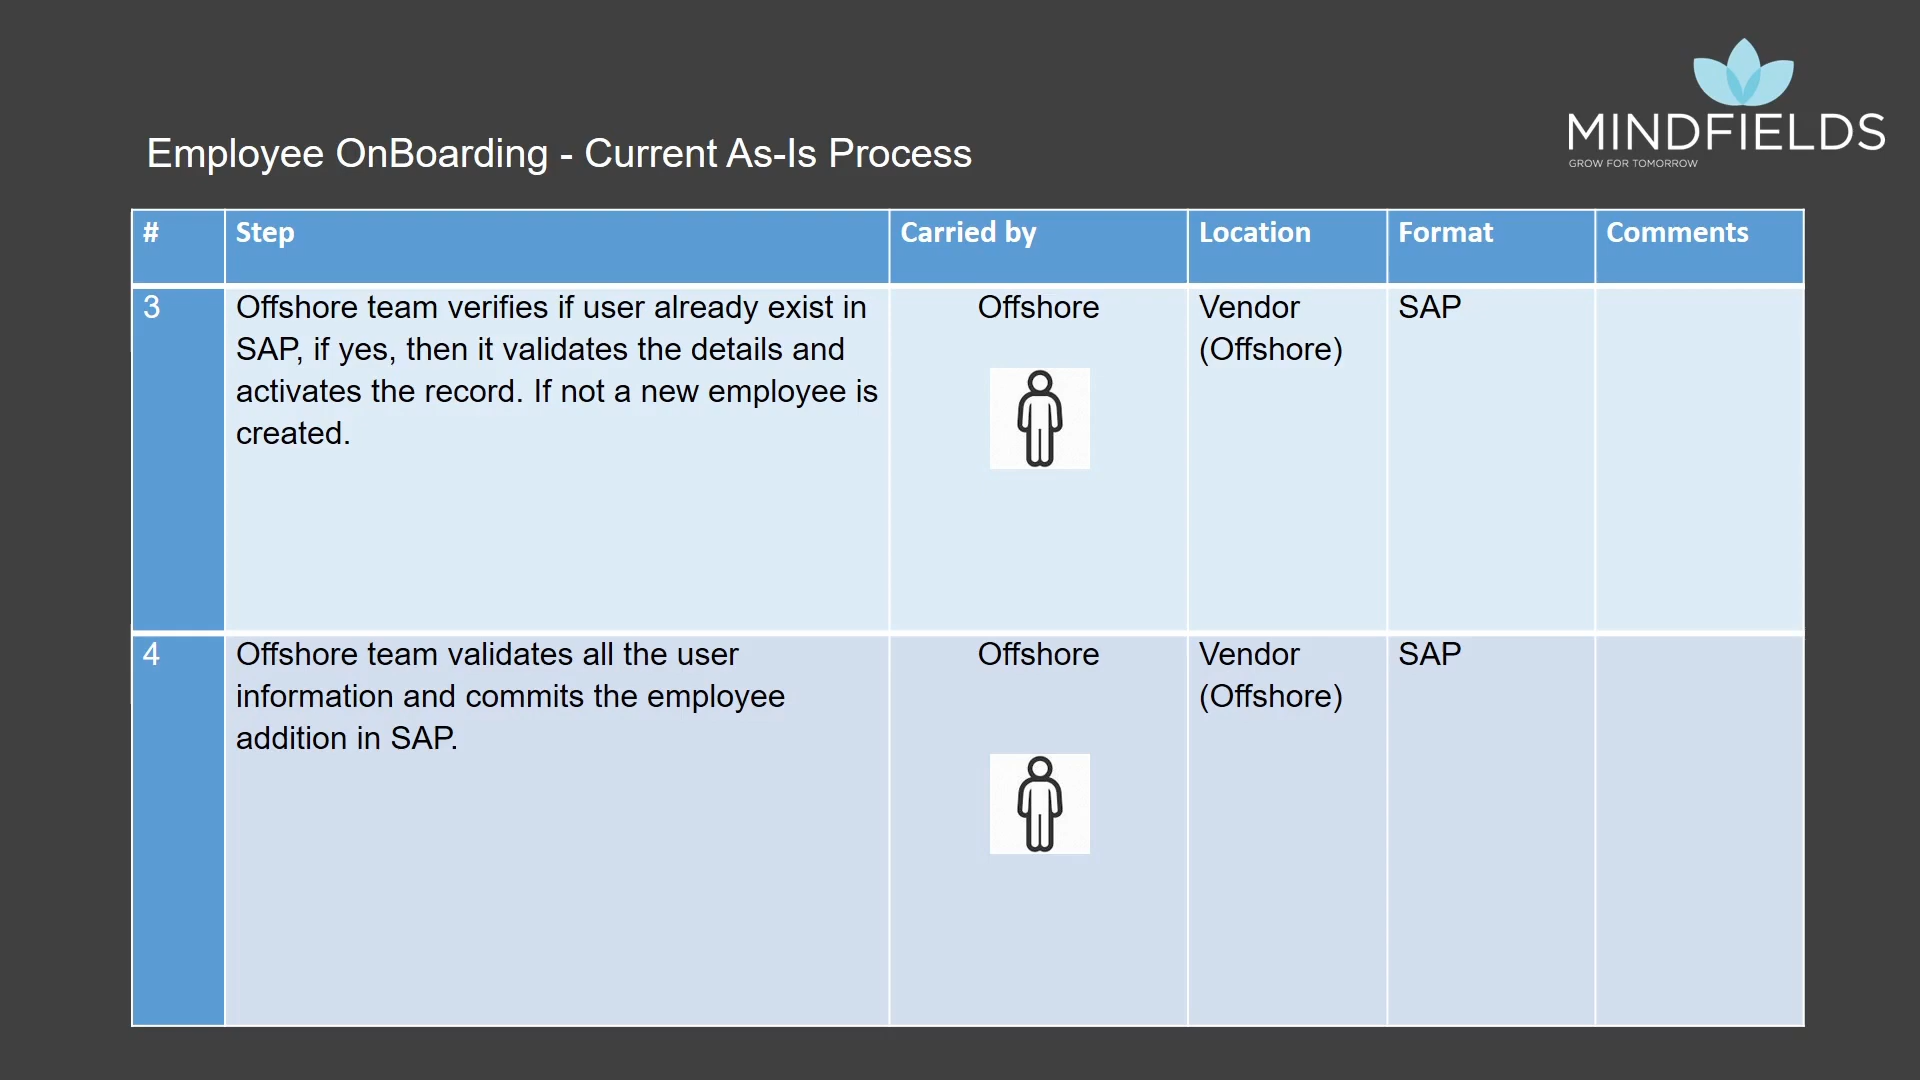 MINDFIELDS
GROW FOR TOMORROW
Employee OnBoarding - Current As-Is Process
# Step Carried by Location Format Comments
3
Offshore team verifies if user already exist in
SAP, if yes, then it validates the details and
activates the record. If not a new employee is
created.
Offshore
Vendor
(Offshore)
SAP
4
Offshore team validates all the user
information and commits the employee
addition in SAP.
Offshore
Vendor
(Offshore)
SAP